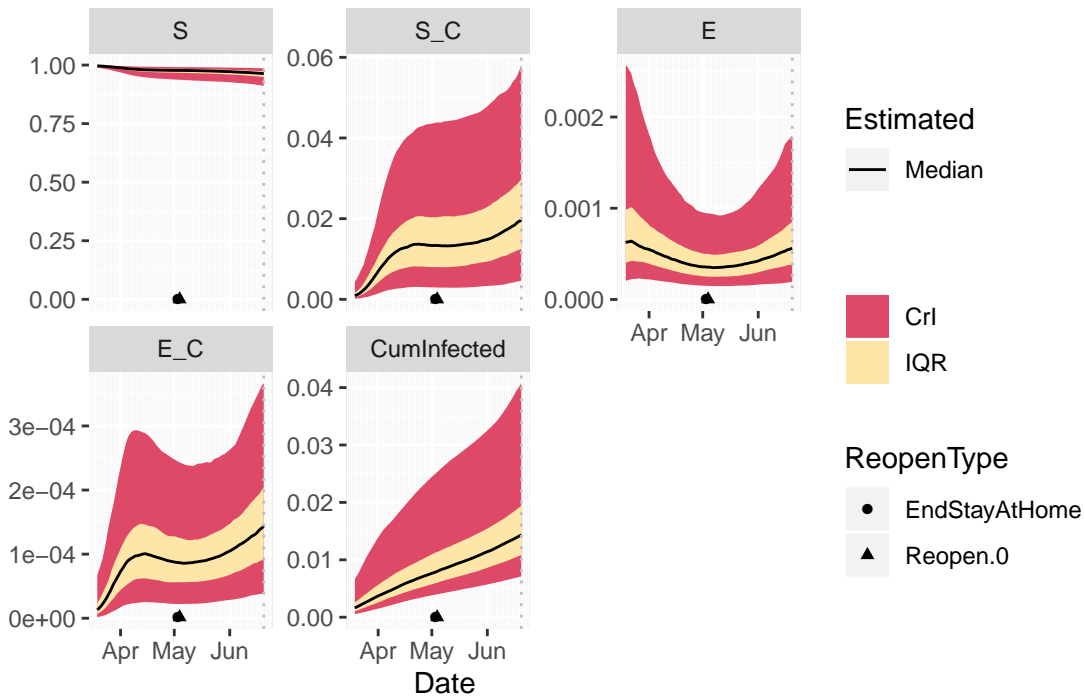 S
S_C
E
1.00
0.75
0.50
0.25
0.00
0.06
0.04
0.02
0.00
0.002
0.001
0.000
Apr May Jun
E_C
CumInfected
3e−04
2e−04
1e−04
0e+00
0.04
0.03
0.02
0.01
0.00
Apr May Jun
Apr May Jun
Date
Estimated
Median
CrI
IQR
ReopenType
EndStayAtHome
Reopen.0